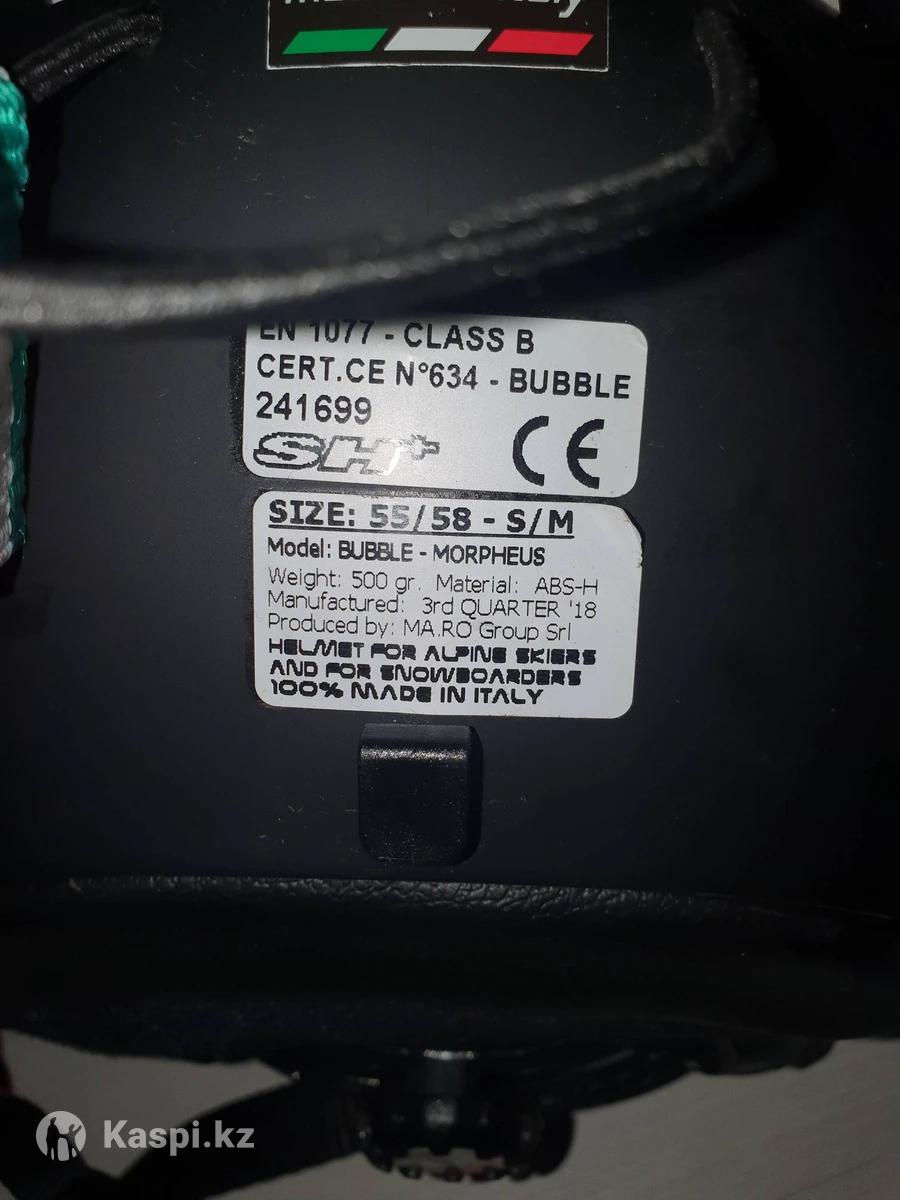 EN 1077 - CLASS B
CERT.CE N°634 - BUBBLE
241699
SH+
CE
SIZE: 55/58 - S/M
Model: BUBBLE - MORPHEUS
Weight: 500 gr. Material: ABS-H
Manufactured: 3rd QUARTER '18
Produced by: MA.RO Group Srl
HELMET FOR ALPINE SKIERS
AND FOR SNOWBOARDERS
100% MADE IN ITALY
Kaspi.kz